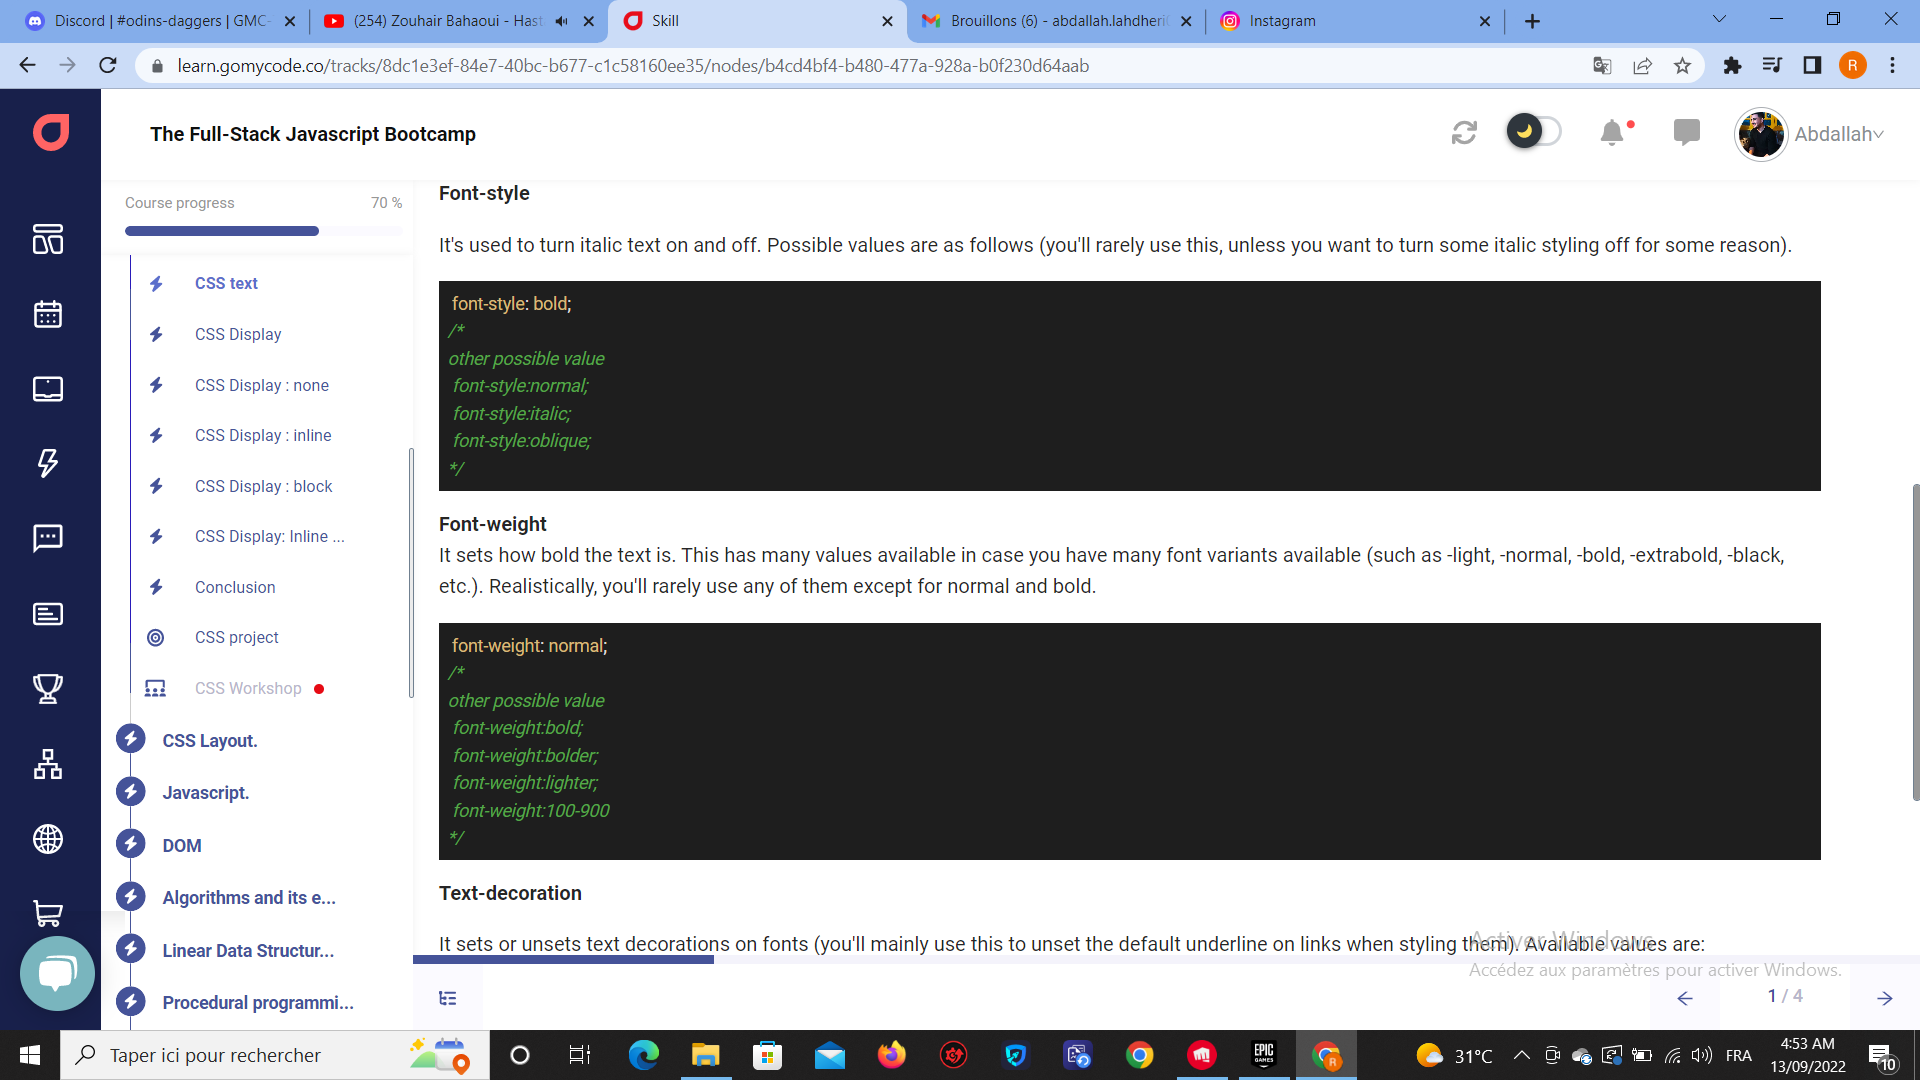 Discord | #odins-daggers | GMC-
(254) Zouhair Bahaoui - Hast
Skill
Brouillons (6) - abdallah.lahdheri
Instagram
learn.gomycode.co/tracks/8dc1e3ef-84e7-40bc-b677-c1c58160ee35/nodes/b4cd4bf4-b480-477a-928a-b0f230d64aab
R
The Full-Stack Javascript Bootcamp
Abdallah
Course progress 70 %
CSS text
CSS Display
CSS Display : none
CSS Display : inline
CSS Display : block
CSS Display: Inline ...
Conclusion
CSS project
CSS Workshop
CSS Layout.
Javascript.
DOM
Algorithms and its e...
Linear Data Structur...
Procedural programmi...
Font-style
It's used to turn italic text on and off. Possible values are as follows (you'll rarely use this, unless you want to turn some italic styling off for some reason).
font-style: bold;
/*
other possible value
font-style:normal;
font-style:italic;
font-style:oblique;
*/
Font-weight
It sets how bold the text is. This has many values available in case you have many font variants available (such as -light, -normal, -bold, -extrabold, -black,
etc.). Realistically, you'll rarely use any of them except for normal and bold.
font-weight: normal;
/*
other possible value
font-weight:bold;
font-weight:bolder;
font-weight:lighter;
font-weight:100-900
*/
Text-decoration
It sets or unsets text decorations on fonts (you'll mainly use this to unset the default underline on links when styling them). Available values are:
Activer Windows
Accédez aux paramètres pour activer Windows.
1 / 4
Taper ici pour rechercher
EPIC
GAMES
R
31°C
FRA
4:53 AM
13/09/2022
10